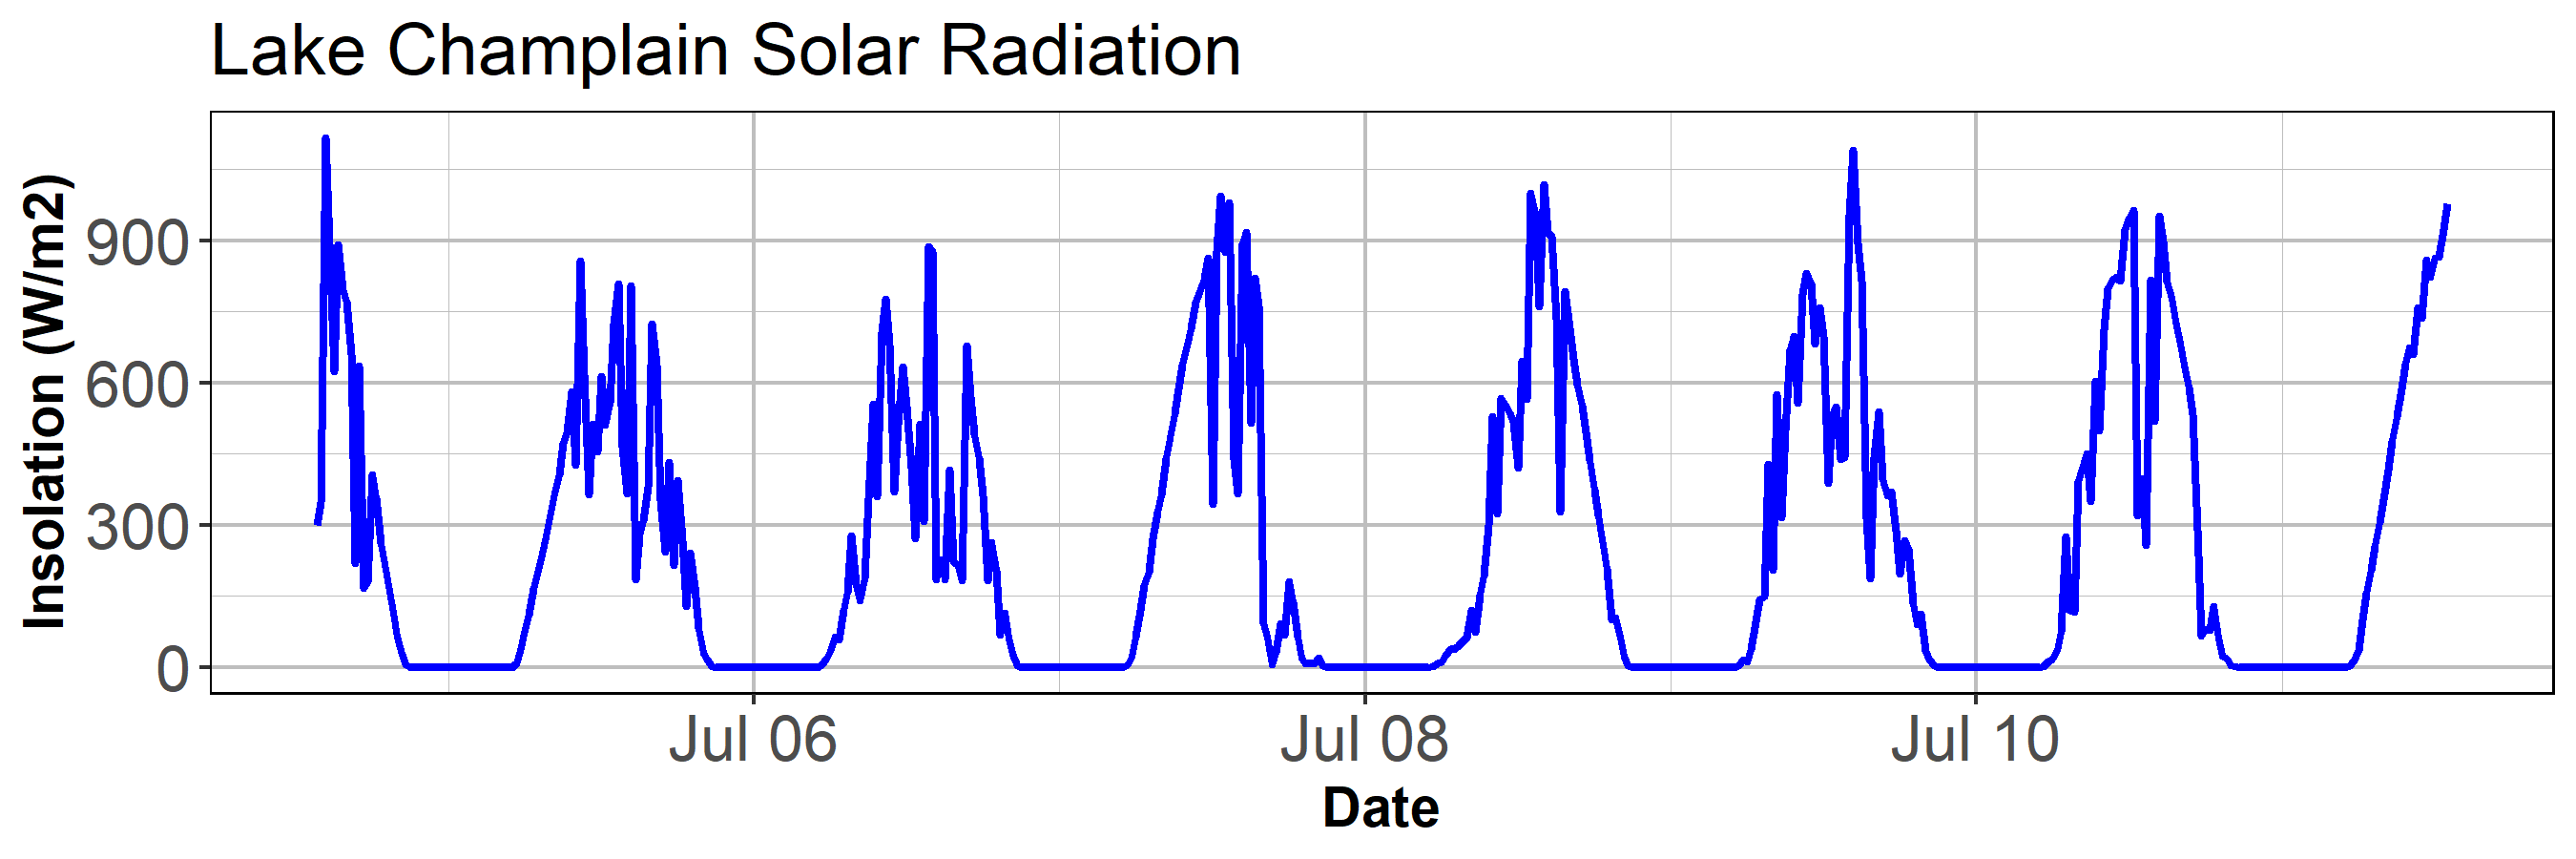 Lake Champlain Solar Radiation
Insolation (W/m2)
900
600
300
0
Jul 06
Jul 08
Jul 10
Date